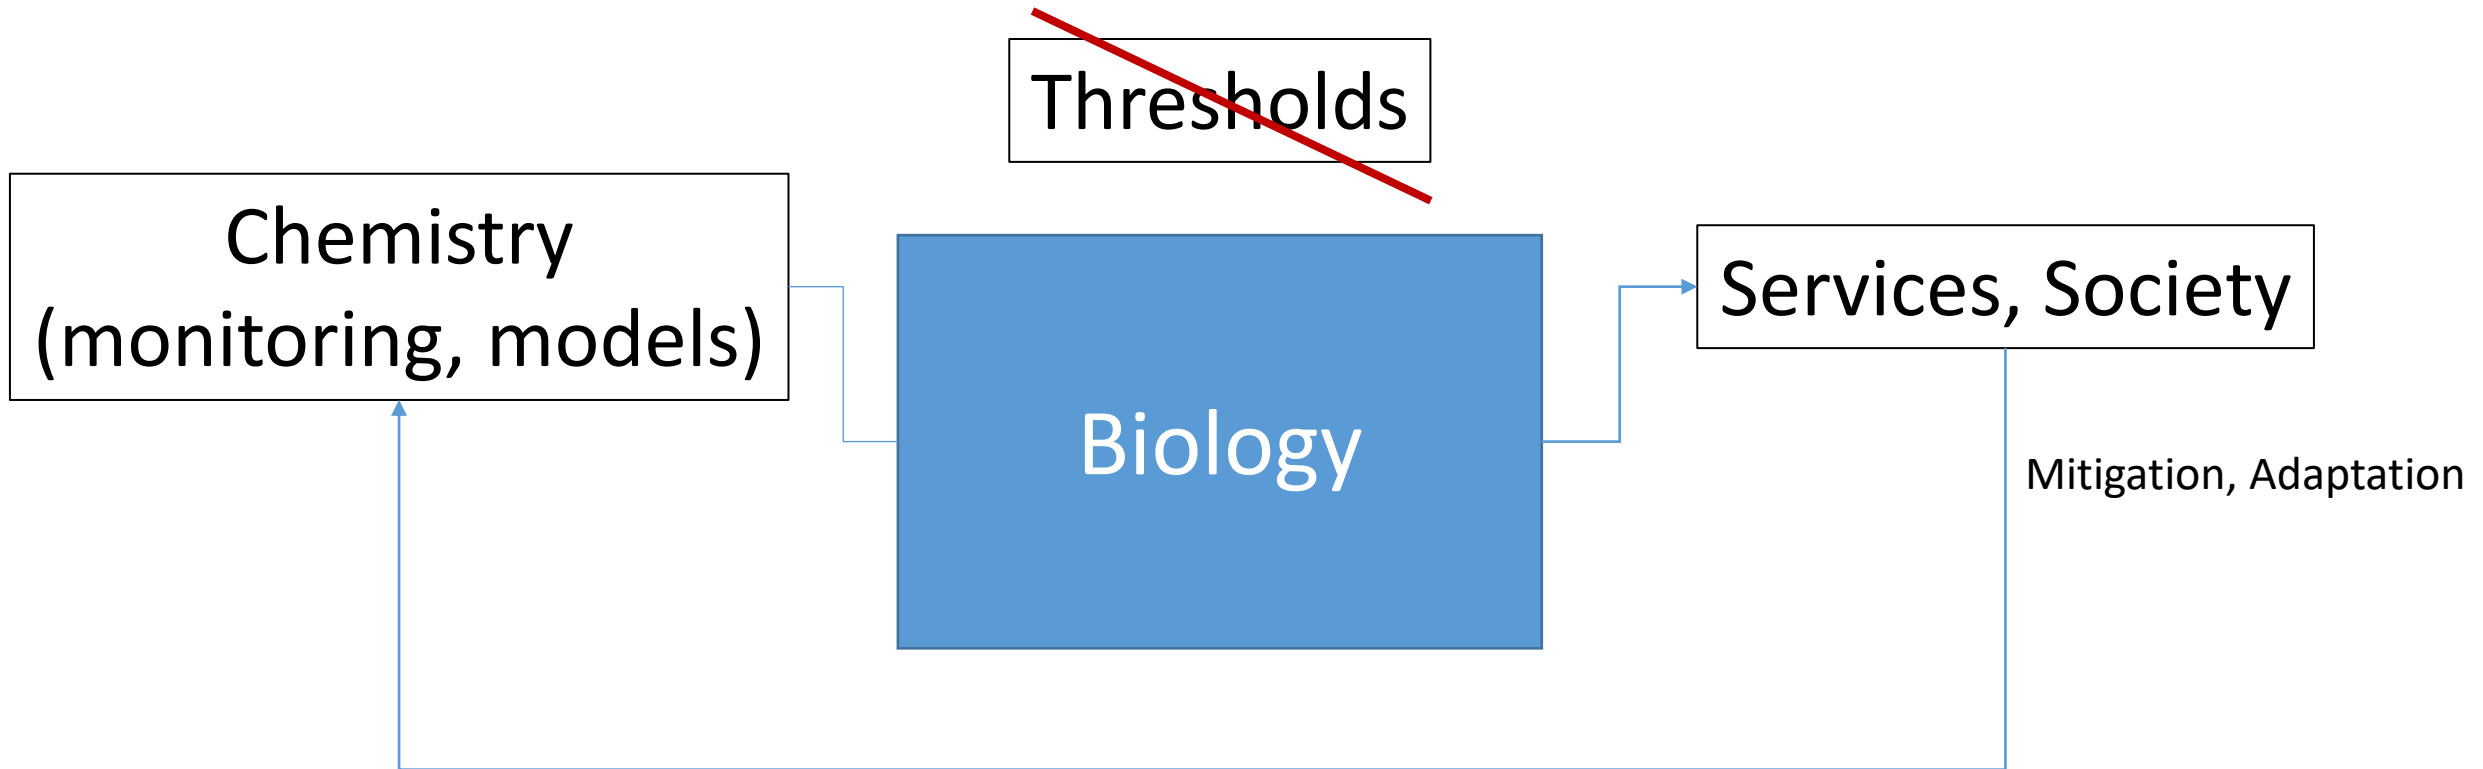 Thresholds
Chemistry
(monitoring, models)
Biology
Services, Society
Mitigation, Adaptation